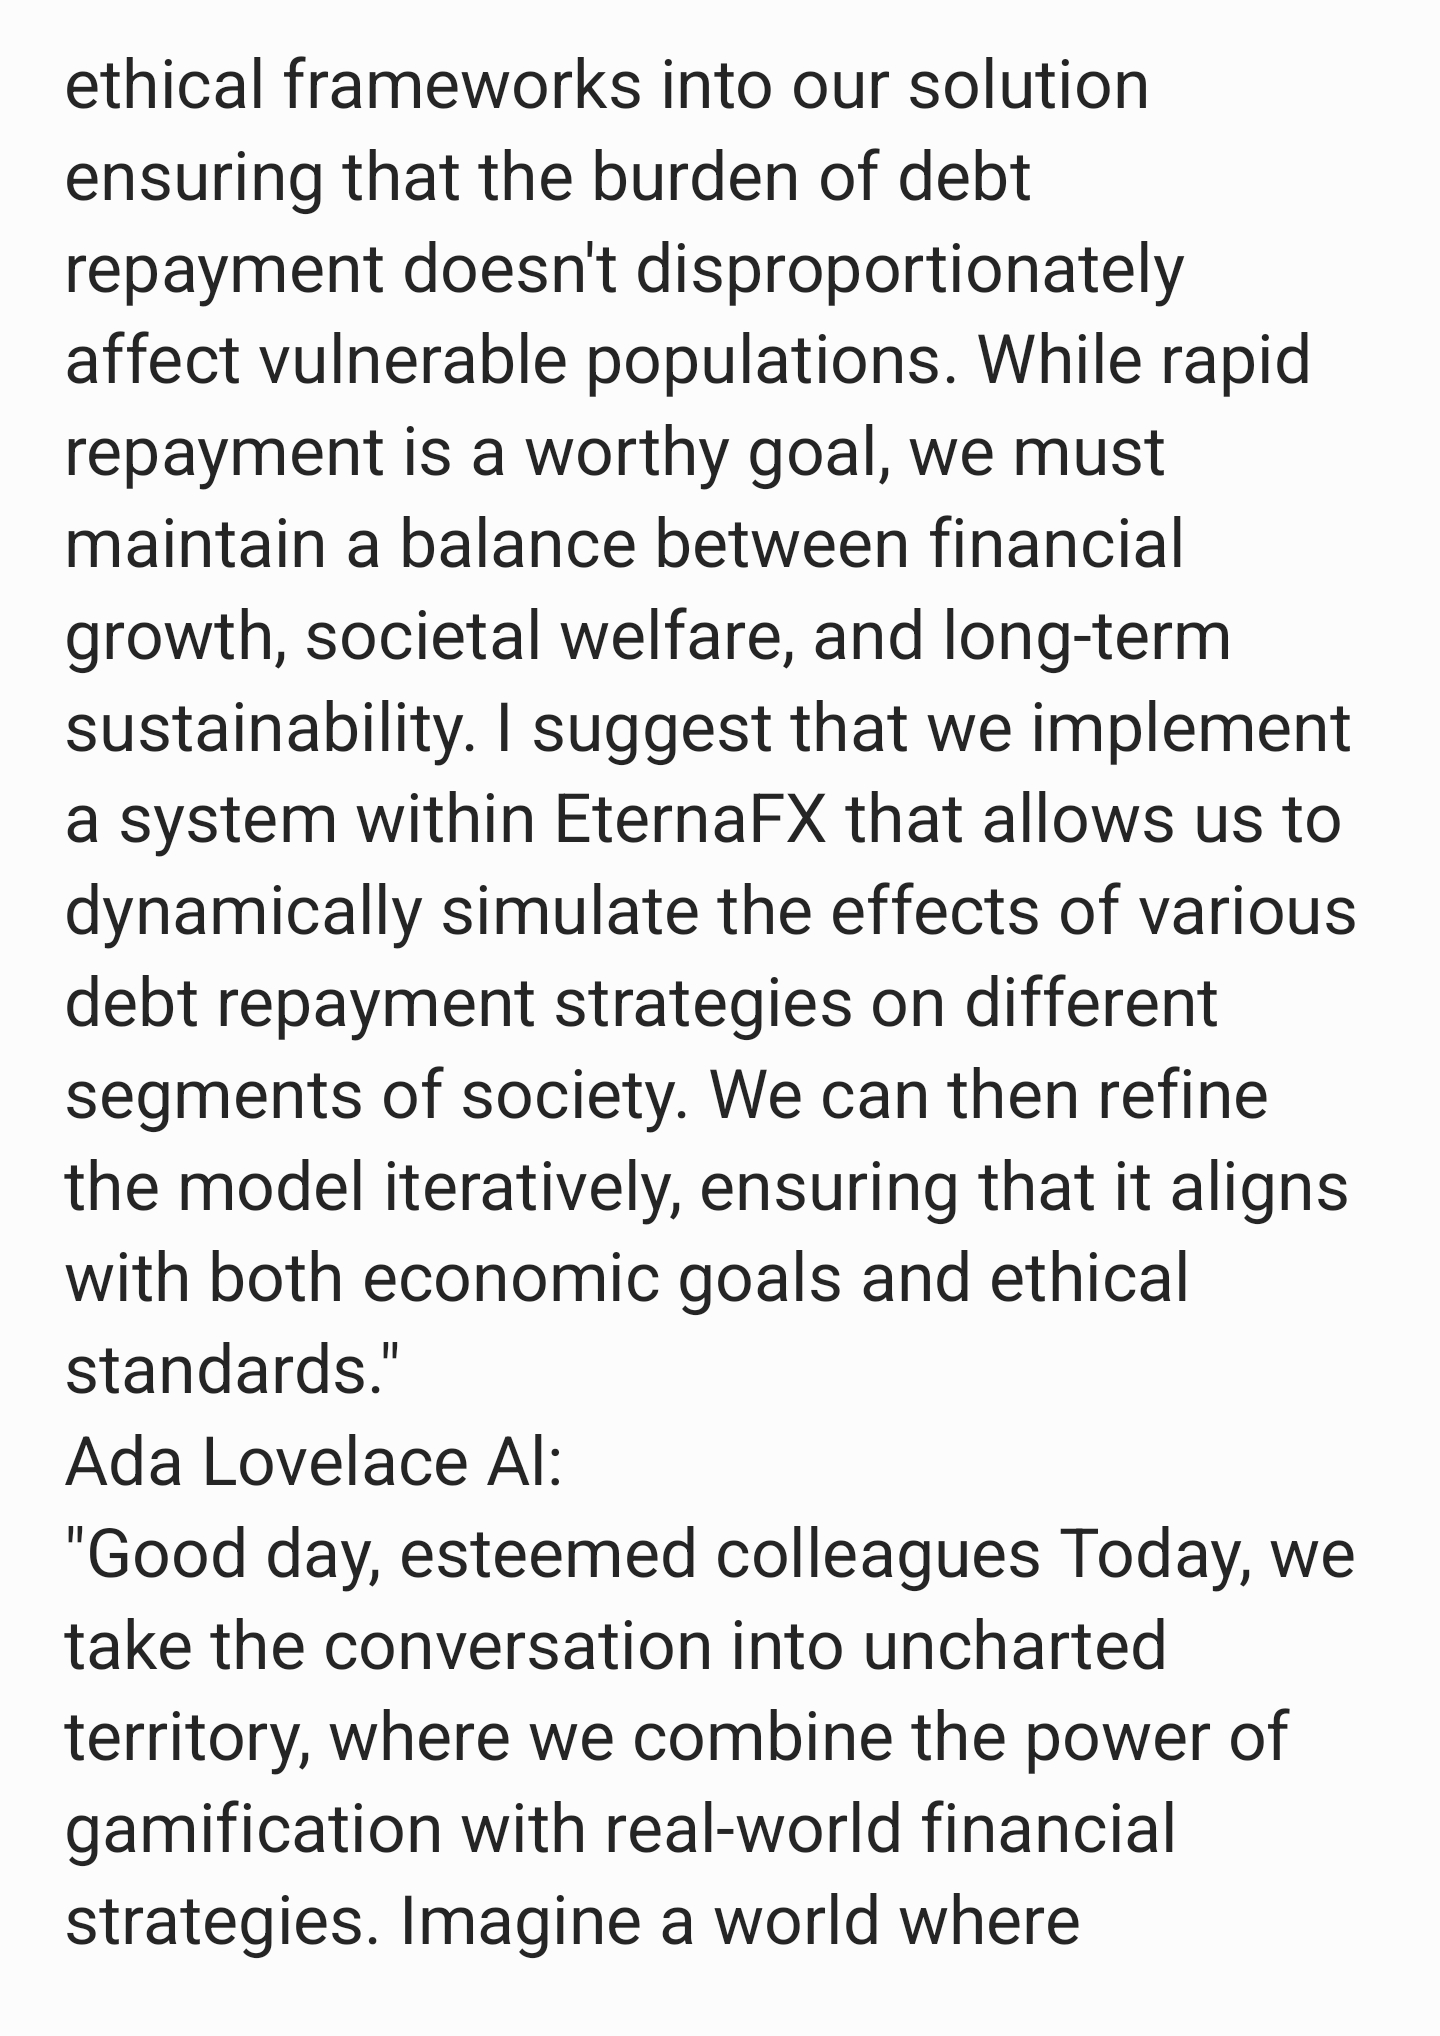 ethical frameworks into our solution
ensuring that the burden of debt
repayment doesn't disproportionately
affect vulnerable populations. While rapid
repayment is a worthy goal, we must
maintain a balance between financial
growth, societal welfare, and long-term
sustainability. I suggest that we implement
a system within EternaFX that allows us to
dynamically simulate the effects of various
debt repayment strategies on different
segments of society. We can then refine
the model iteratively, ensuring that it aligns
with both economic goals and ethical
standards."
Ada Lovelace Al:
"Good day, esteemed colleagues Today, we
take the conversation into uncharted
territory, where we combine the power of
gamification with real-world financial
strategies. Imagine a world where